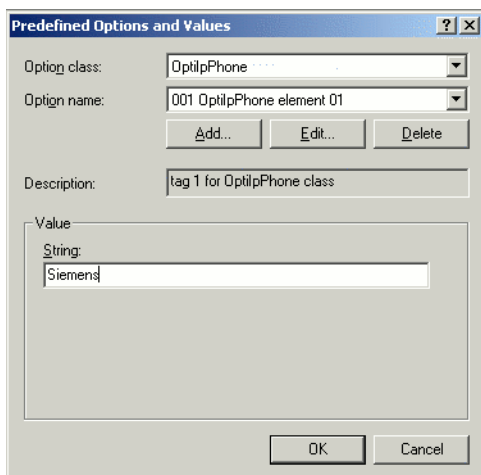 Predefined Options and Values
Option class: OptiIpPhone
Option name: 001 OptiIpPhone element 01
Add... Edit... Delete
Description: tag 1 for OptiIpPhone class
Value
String:
Siemens
OK Cancel